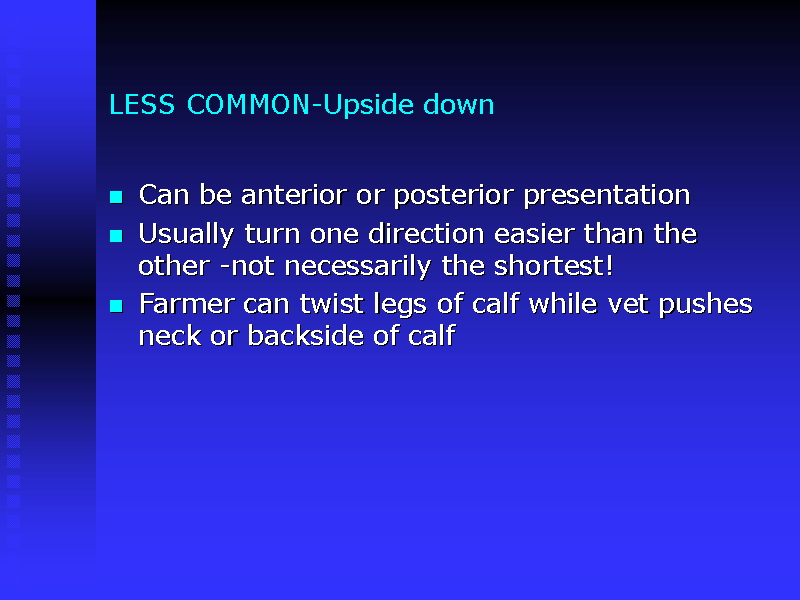 LESS COMMON-Upside down
Can be anterior or posterior presentation
Usually turn one direction easier than the
other -not necessarily the shortest!
Farmer can twist legs of calf while vet pushes
neck or backside of calf